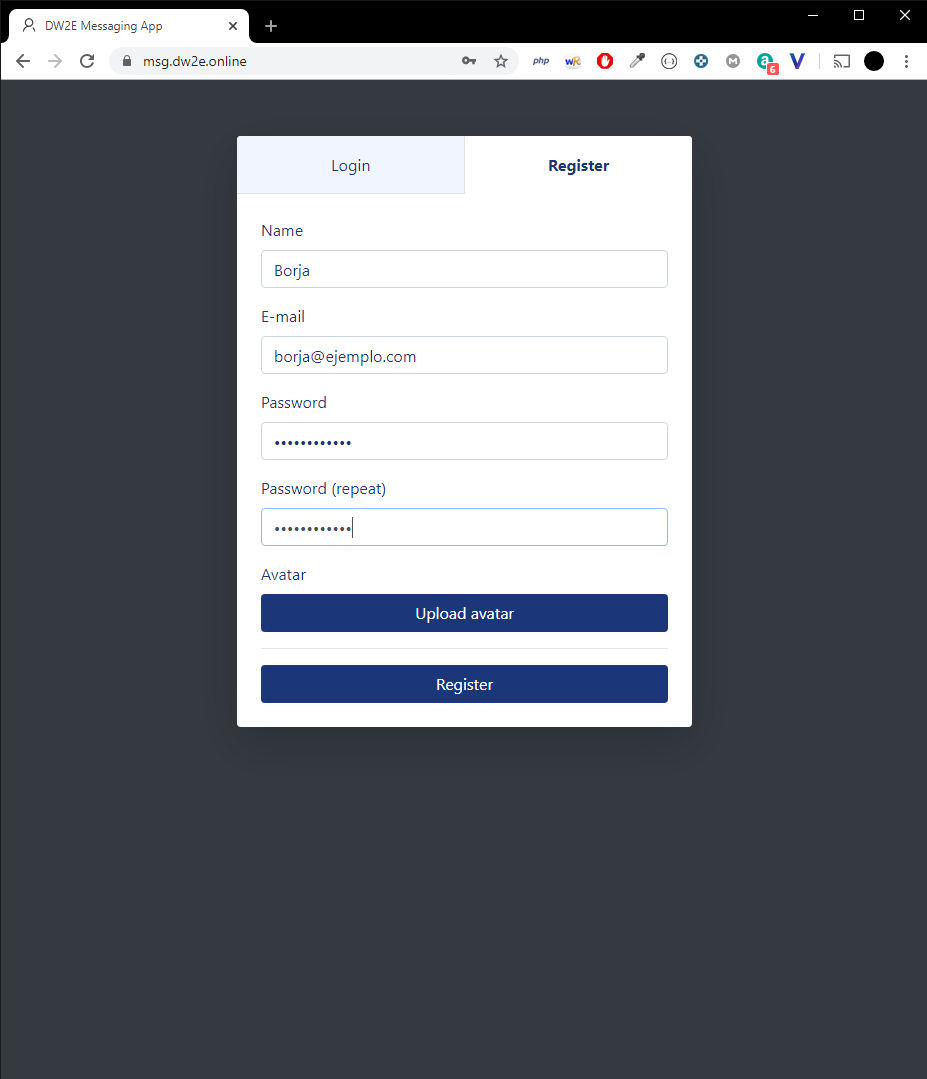 DW2E Messaging App
msg.dw2e.online
php
wR
M
a
6
V
Login
Register
Name
Borja
E-mail
borja@ejemplo.com
Password
••••••••••••
Password (repeat)
••••••••••••
Avatar
Upload avatar
Register